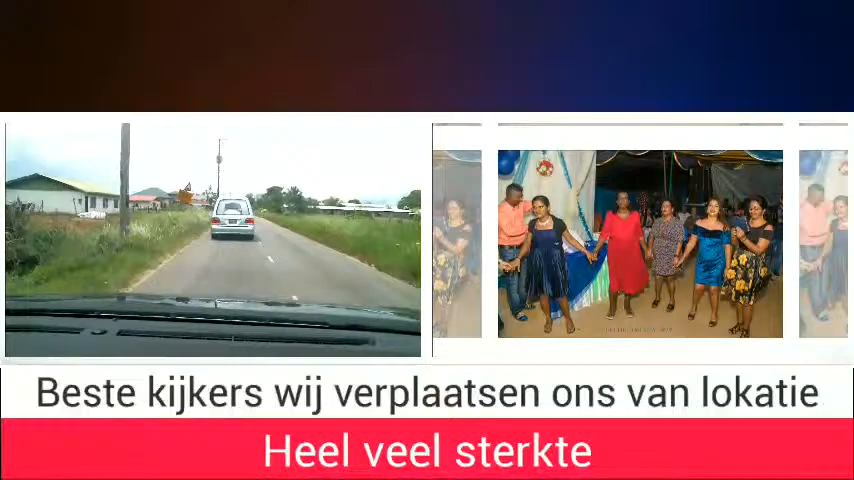 Beste kijkers wij verplaatsen ons van lokatie
Heel veel sterkte